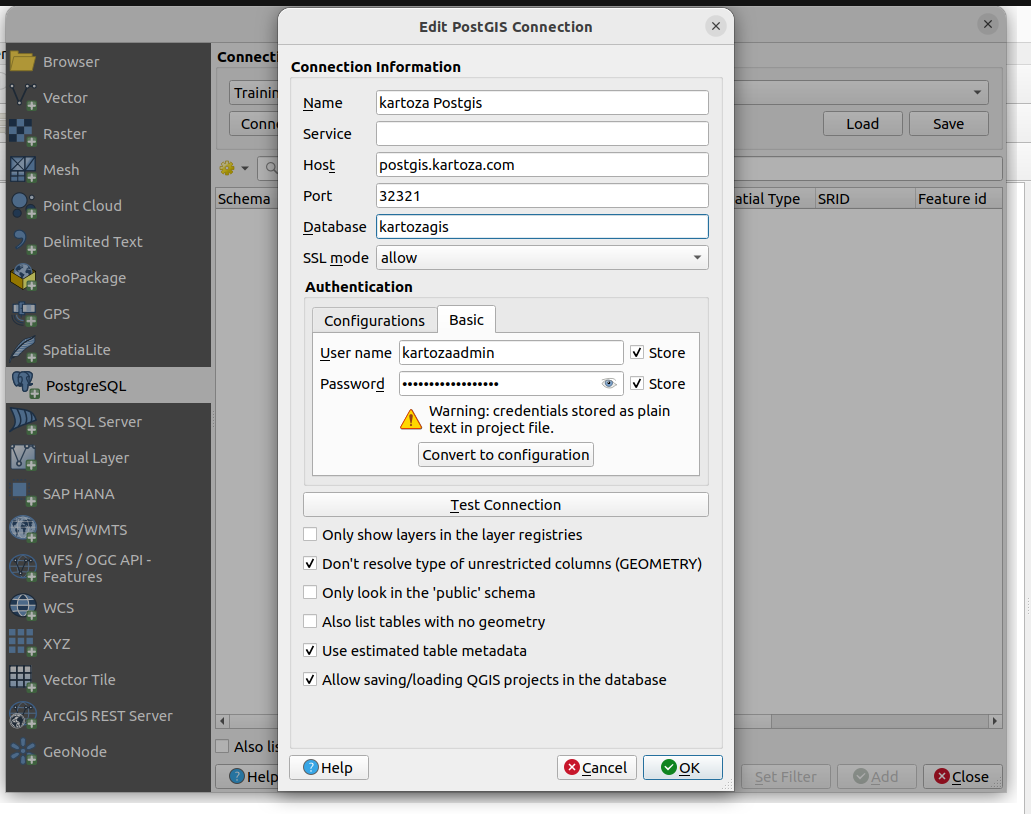 Edit PostGIS Connection
Browser
Vector
Raster
Mesh
Point Cloud
Delimited Text
GeoPackage
GPS
SpatiaLite
PostgreSQL
MS SQL Server
Virtual Layer
SAP HANA
WMS/WMTS
WFS / OGC API -
Features
WCS
XYZ
Vector Tile
ArcGIS REST Server
GeoNode
Connecti
Trainin
Conne
Load
Save
Schema
atial Type
SRID
Feature id
Also lis
Help
Set Filter
Add
Close
Connection Information
Name kartoza Postgis
Service
Host postgis.kartoza.com
Port 32321
Database kartozagis
SSL mode allow
Authentication
Configurations Basic
User name kartozaadmin Store
Password •••••••••••••••••• Store
Warning: credentials stored as plain
text in project file.
Convert to configuration
Test Connection
Only show layers in the layer registries
Don't resolve type of unrestricted columns (GEOMETRY)
Only look in the 'public' schema
Also list tables with no geometry
Use estimated table metadata
Allow saving/loading QGIS projects in the database
Help
Cancel
OK